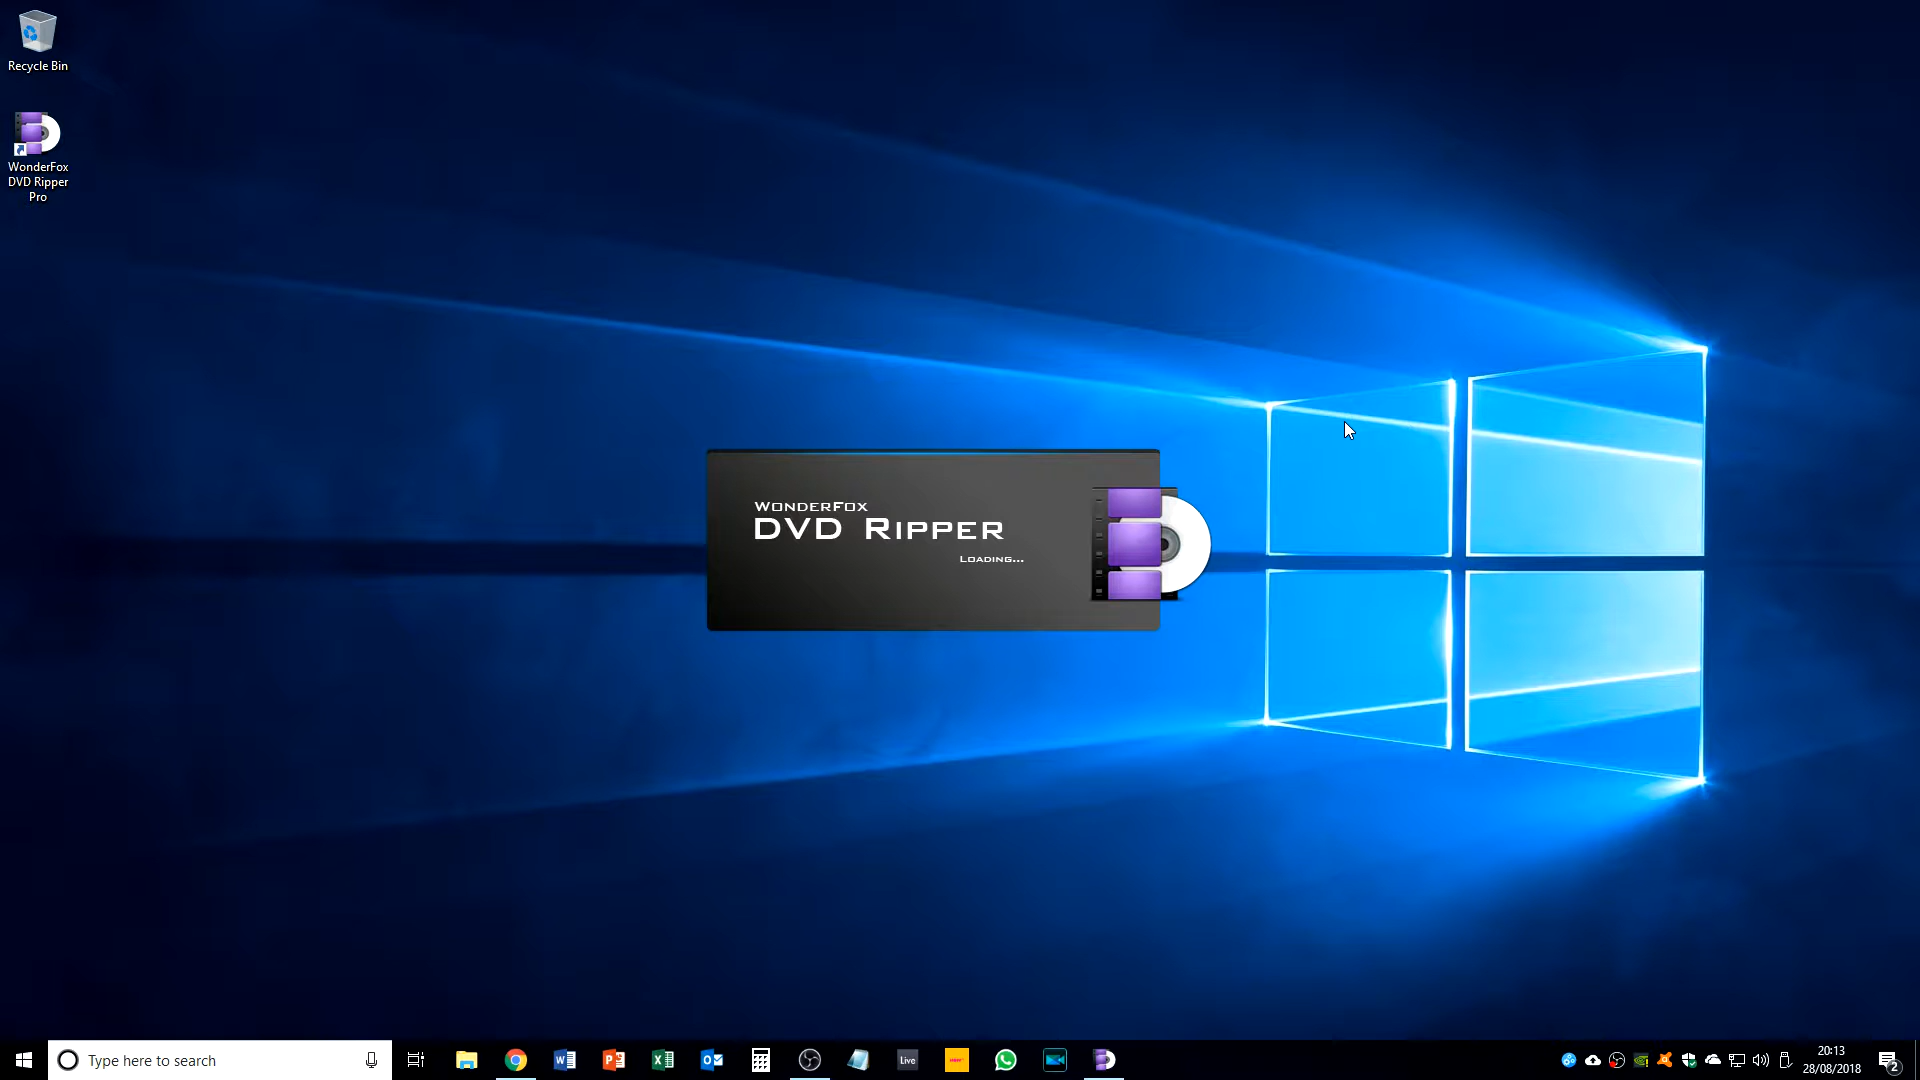 Recycle Bin
WonderFox
DVD Ripper
Pro
WonderFox
DVD Ripper
Loading...
Type here to search
Live
20:13
28/08/2018
2